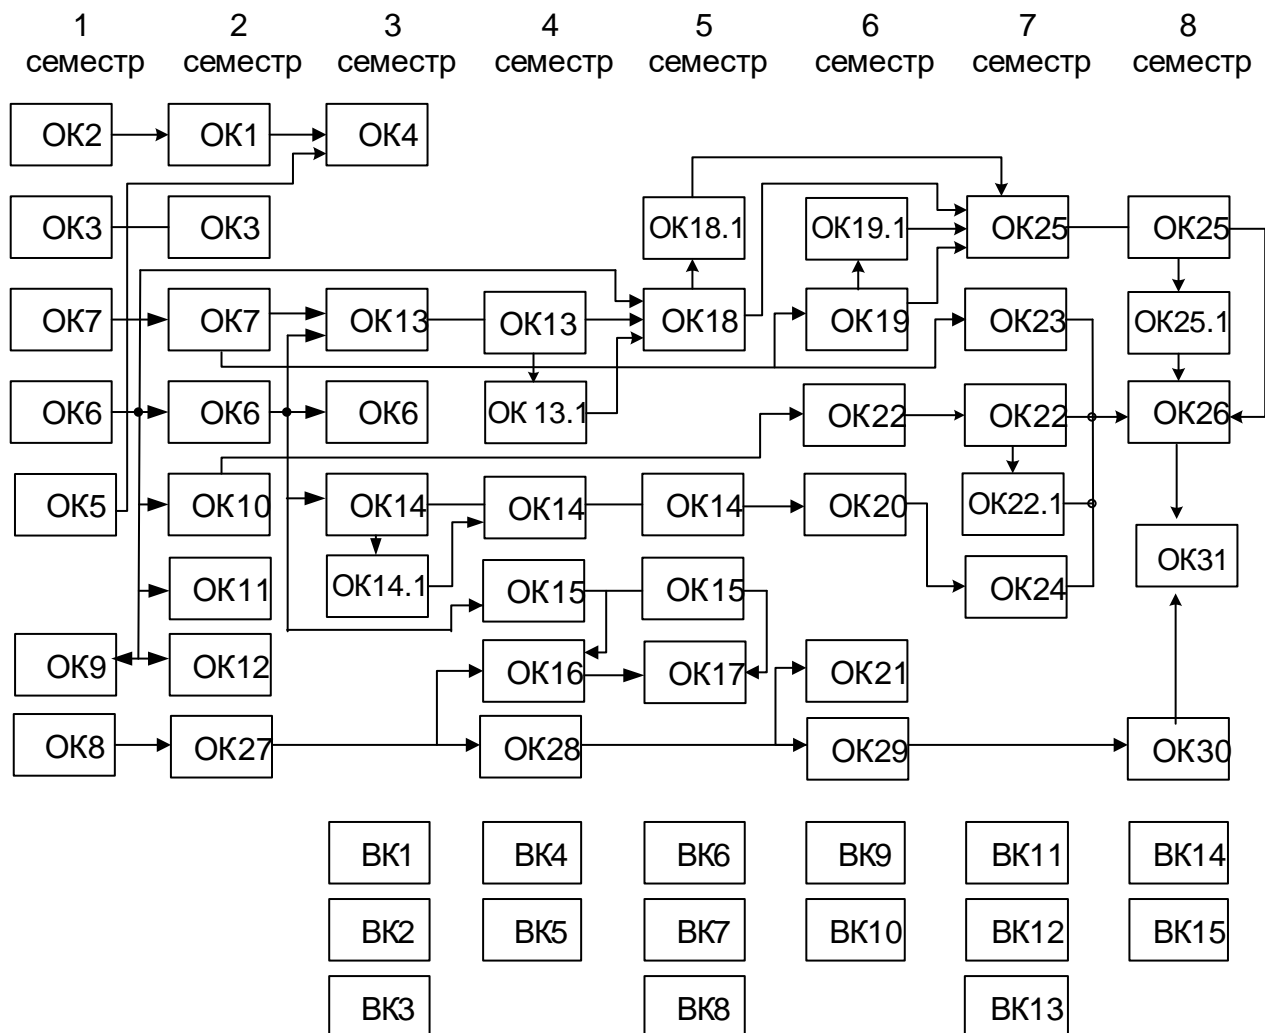 1 2 3 4 5 6 7 8
семестр семестр семестр семестр семестр семестр семестр семестр
ОК2 ОК1 ОК4
ОК3 ОК3 ОК18.1 ОК19.1 ОК25 ОК25
ОК7 ОК7 ОК13 ОК13 ОК18 ОК19 ОК23 ОК25.1
ОК6 ОК6 ОК6 ОК 13.1 ОК22 ОК22 ОК26
ОК5 ОК10 ОК14 ОК14 ОК14 ОК20 ОК22.1
ОК31
ОК11 ОК14.1 ОК15 ОК15 ОК24
ОК9 ОК12 ОК16 ОК17 ОК21
ОК8 ОК27 ОК28 ОК29 ОК30
ВК1 ВК4 ВК6 ВК9 ВК11 ВК14
ВК2 ВК5 ВК7 ВК10 ВК12 ВК15
ВК3 ВК8 ВК13